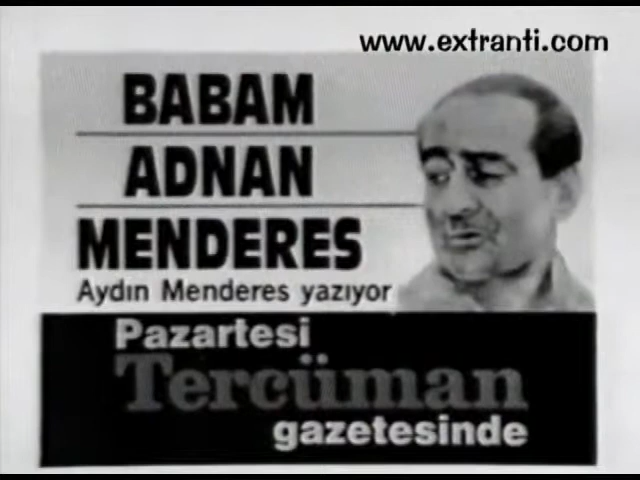 www.extranti.com
BABAM
ADNAN
MENDERES
Aydın Menderes yazıyor
Pazartesi
Tercüman
gazetesinde